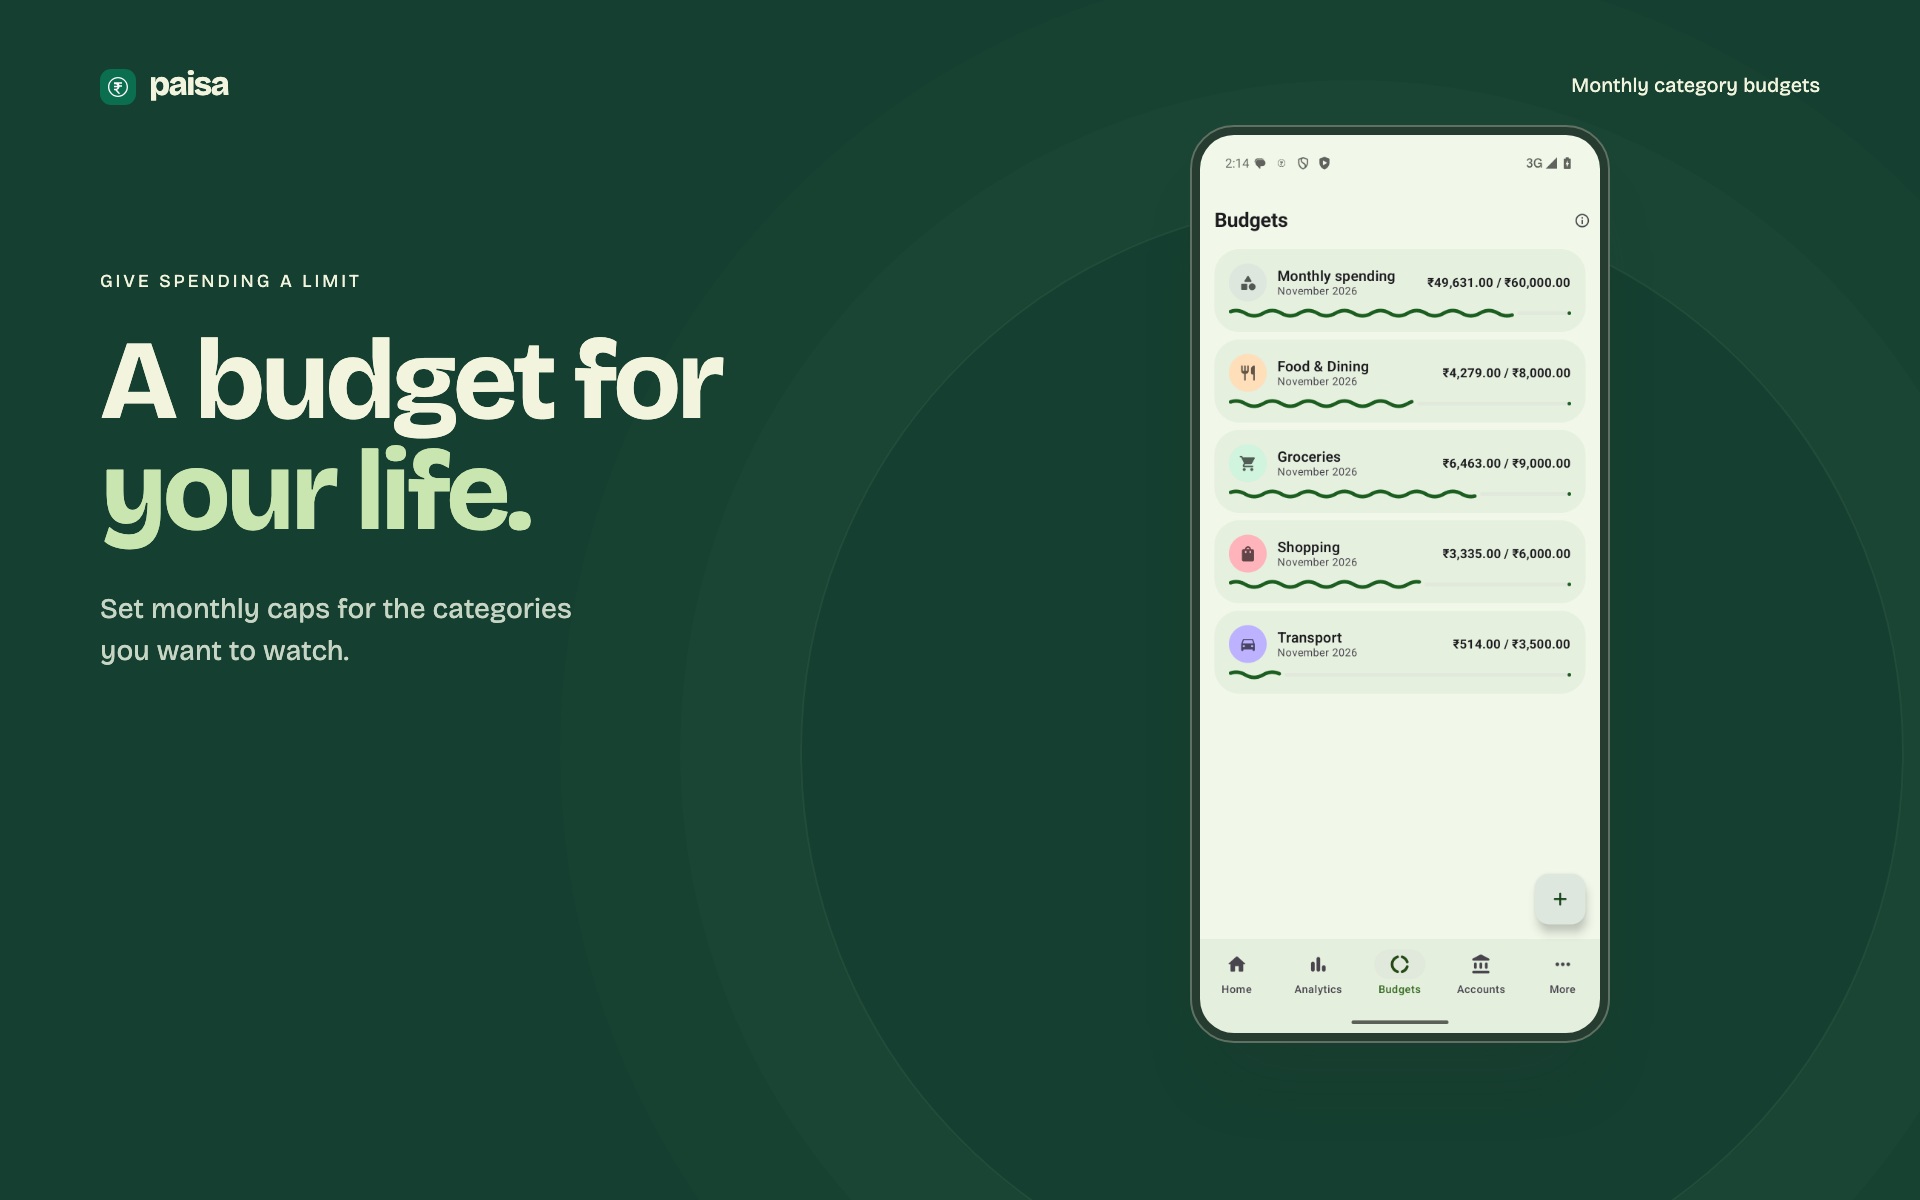 paisa
Monthly category budgets
GIVE SPENDING A LIMIT
A budget for
your life.
Set monthly caps for the categories
you want to watch.
2:14
3G
Budgets
Monthly spending
November 2026
₹49,631.00 / ₹60,000.00
Food & Dining
November 2026
₹4,279.00 / ₹8,000.00
Groceries
November 2026
₹6,463.00 / ₹9,000.00
Shopping
November 2026
₹3,335.00 / ₹6,000.00
Transport
November 2026
₹514.00 / ₹3,500.00
Home
Analytics
Budgets
Accounts
More